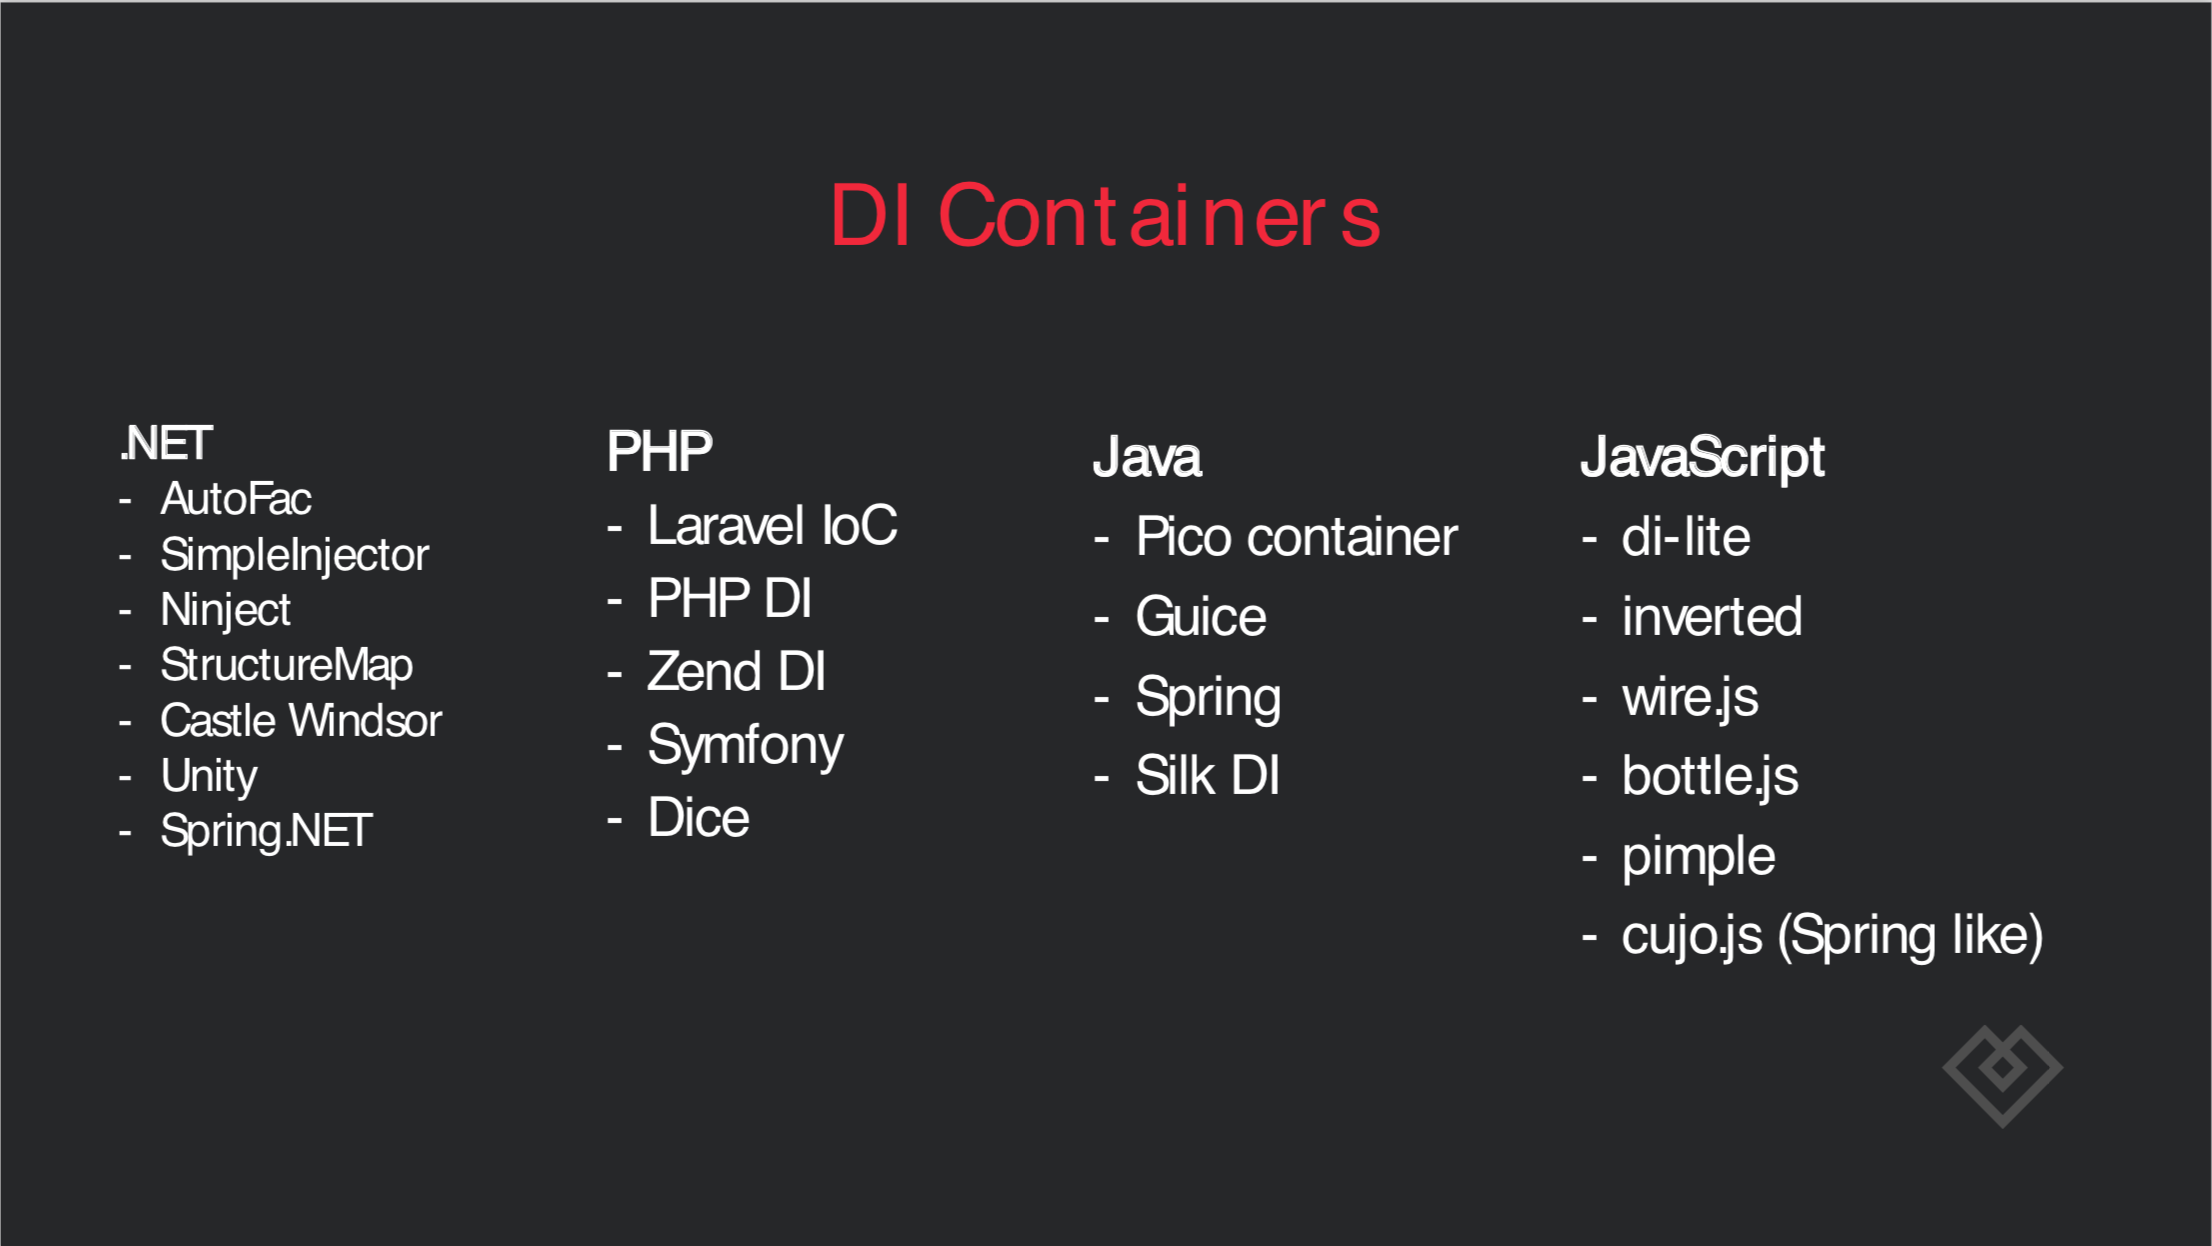 DI Containers
.NET
- AutoFac
- SimpleInjector
- Ninject
- StructureMap
- Castle Windsor
- Unity
- Spring.NET
PHP
- Laravel IoC
- PHP DI
- Zend DI
- Symfony
- Dice
Java
- Pico container
- Guice
- Spring
- Silk DI
JavaScript
- di-lite
- inverted
- wire.js
- bottle.js
- pimple
- cujo.js (Spring like)